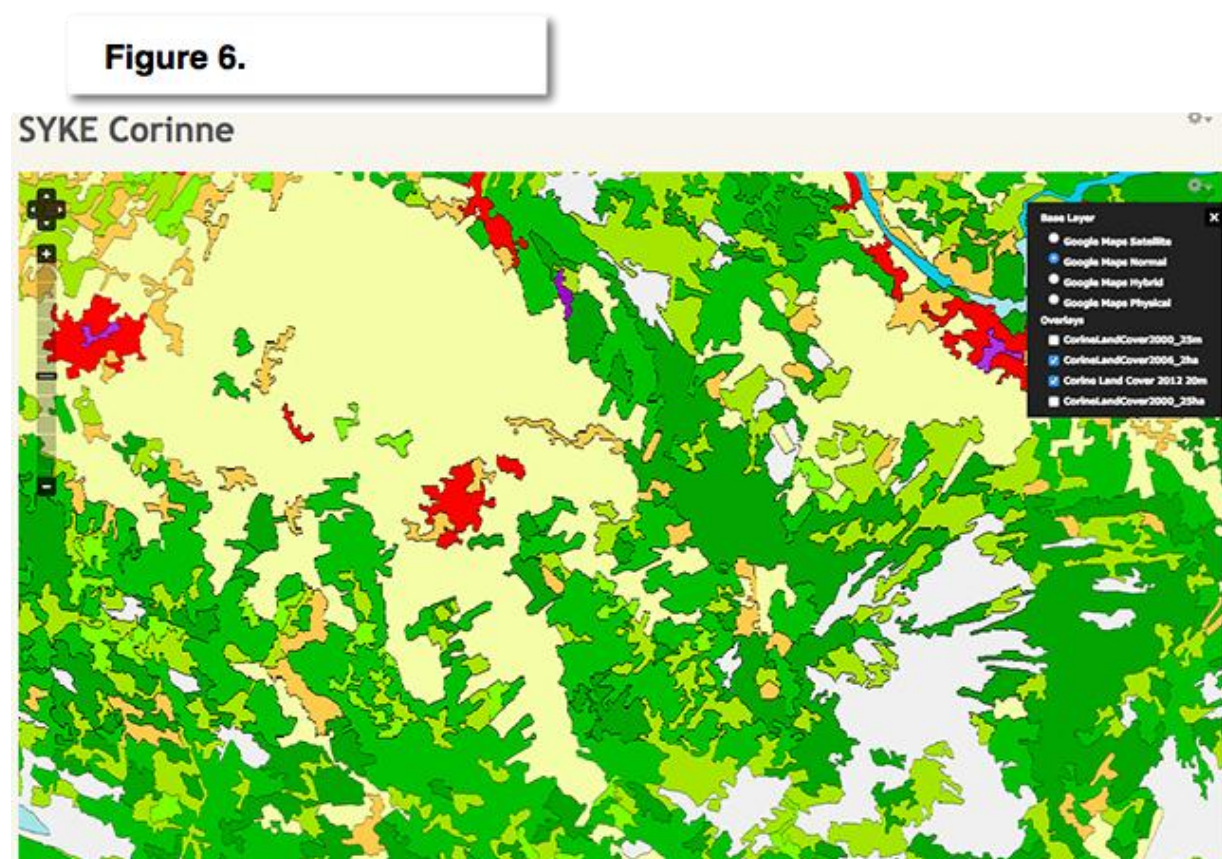 Figure 6.
SYKE Corinne
Base Layer
Google Maps Satellite
Google Maps Normal
Google Maps Hybrid
Google Maps Physical
Overlays
CorineLandCover2000_25m
CorineLandCover2006_2ha
Corine Land Cover 2012 20m
CorineLandCover2000_25ha